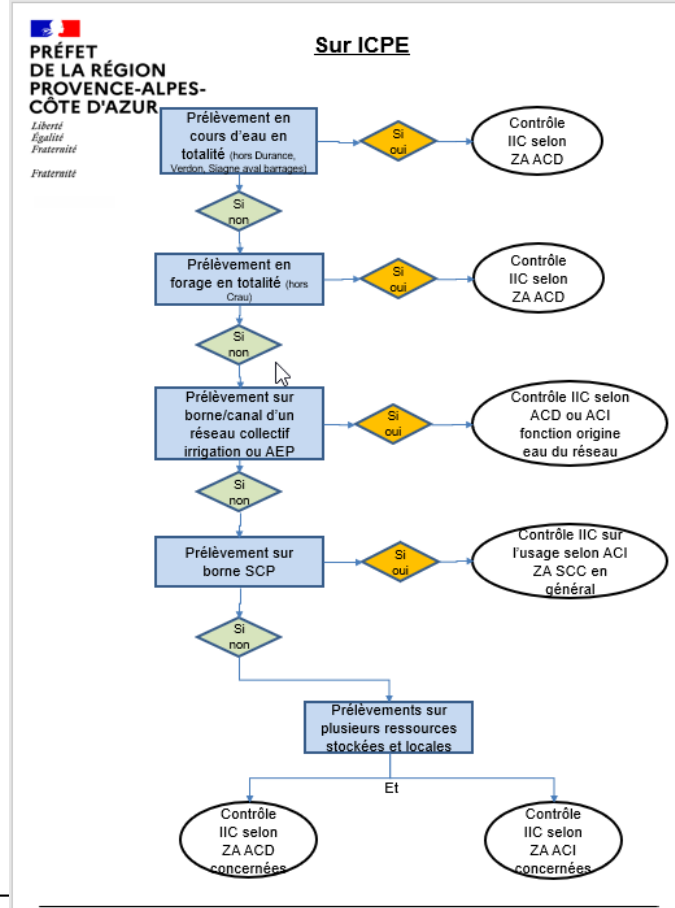 Sur ICPE
PRÉFET
DE LA RÉGION
PROVENCE-ALPES-
CÔTE D'AZUR
Liberté
Égalité
Fraternité
Fraternité
Prélèvement en
cours d'eau en
totalité (hors Durance,
Verdon, Siagne aval barrages)
Si
oui
Contrôle
IIC selon
ZA ACD
Si
non
Prélèvement en
forage en totalité (hors
Crau)
Si
oui
Contrôle
IIC selon
ZA ACD
Si
non
Prélèvement sur
borne/canal d'un
réseau collectif
irrigation ou AEP
Si
oui
Contrôle IIC selon
ACD ou ACI
fonction origine
eau du réseau
Si
non
Prélèvement sur
borne SCP
Si
oui
Contrôle IIC sur
l'usage selon ACI
ZA SCC en
général
Si
non
Prélèvements sur
plusieurs ressources
stockées et locales
Et
Contrôle
IIC selon
ZA ACD
concernées
Contrôle
IIC selon
ZA ACI
concernées